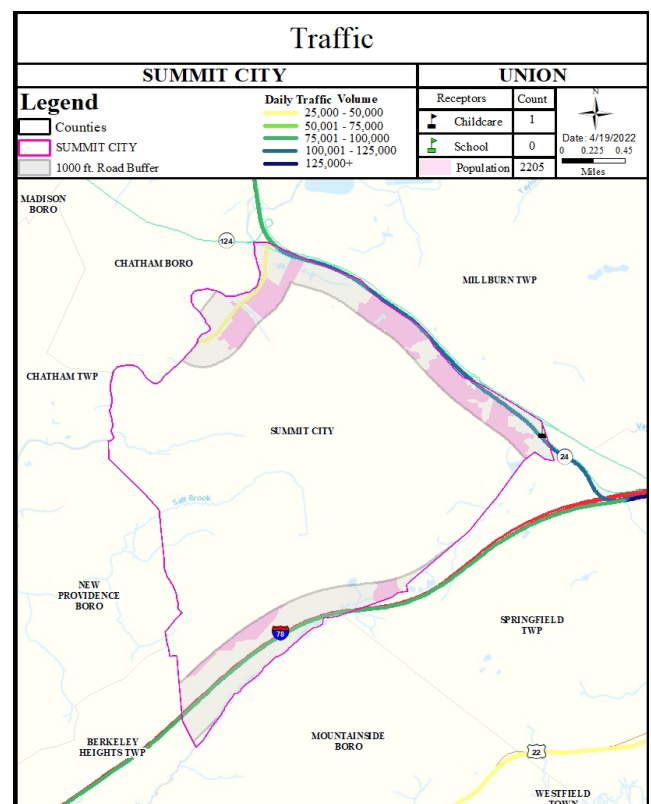 Traffic
SUMMIT CITY
UNION
Legend
Counties
SUMMIT CITY
1000 ft. Road Buffer
Daily Traffic Volume
25,000 - 50,000
50,001 - 75,000
75,001 - 100,000
100,001 - 125,000
125,000+
Receptors Count
Childcare 1
School 0
Population 2205
N
Date: 4/19/2022
0 0.225 0.45
Miles
MADISON
BORO
124
CHATHAM BORO
MILLBURN TWP
CHATHAM TWP
SUMMIT CITY
24
Salt Brook
NEW
PROVIDENCE
BORO
SPRINGFIELD
TWP
78
MOUNTAINSIDE
BORO
BERKELEY
HEIGHTS TWP
22
WESTFIELD
TOWN